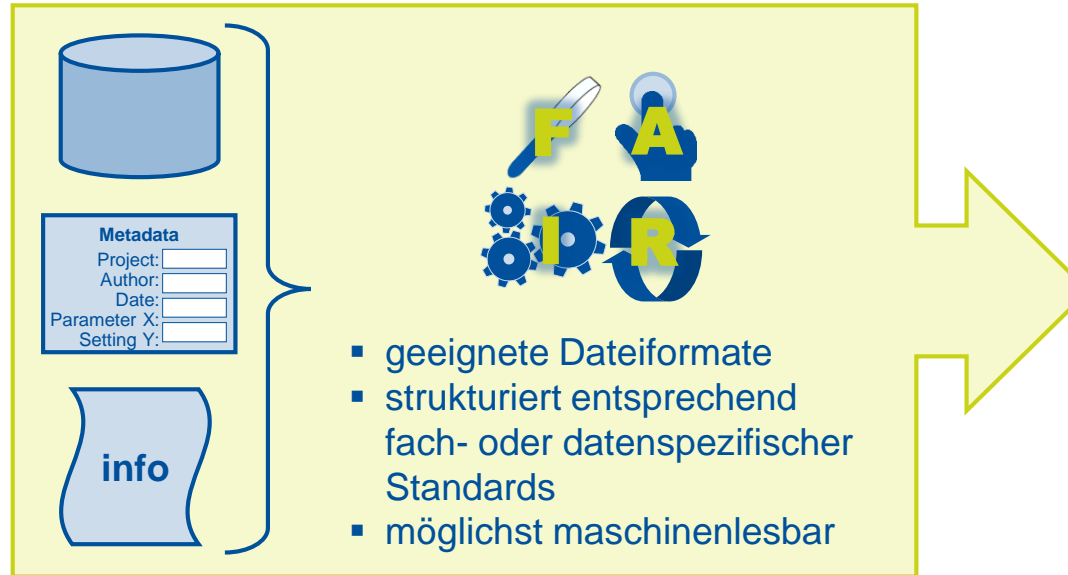 Metadata
Project:
Author:
Date:
Parameter X:
Setting Y:
info
F A
I R
▪ geeignete Dateiformate
▪ strukturiert entsprechend
fach- oder datenspezifischer
Standards
▪ möglichst maschinenlesbar